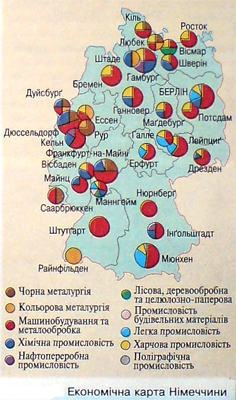 Кіль
Росток
Любек
Вісмар
Штаде
Шверін
Гамбург
Бремен
БЕРЛІН
Дуйсбург
Ганновер
Потсдам
Ессен
Магдебург
Дюссельдорф
Рур
Галле
Лейпциг
Кельн
Франкфурт-на-Майні
Ерфурт
Дрезден
Вісбаден
Майнц
Нюрнберг
Саарбрюккен
Маннгейм
Штутгарт
Інгольштадт
Райнфельден
Мюнхен
Чорна металургія
Кольорова металургія
Машинобудування та
металообробка
Хімічна промисловість
Нафтопереробна
промисловість
Лісова, деревообробна
та целюлозно-паперова
Промисловість
будівельних матеріалів
Легка промисловість
Харчова промисловість
Поліграфічна
промисловість
Економічна карта Німеччини